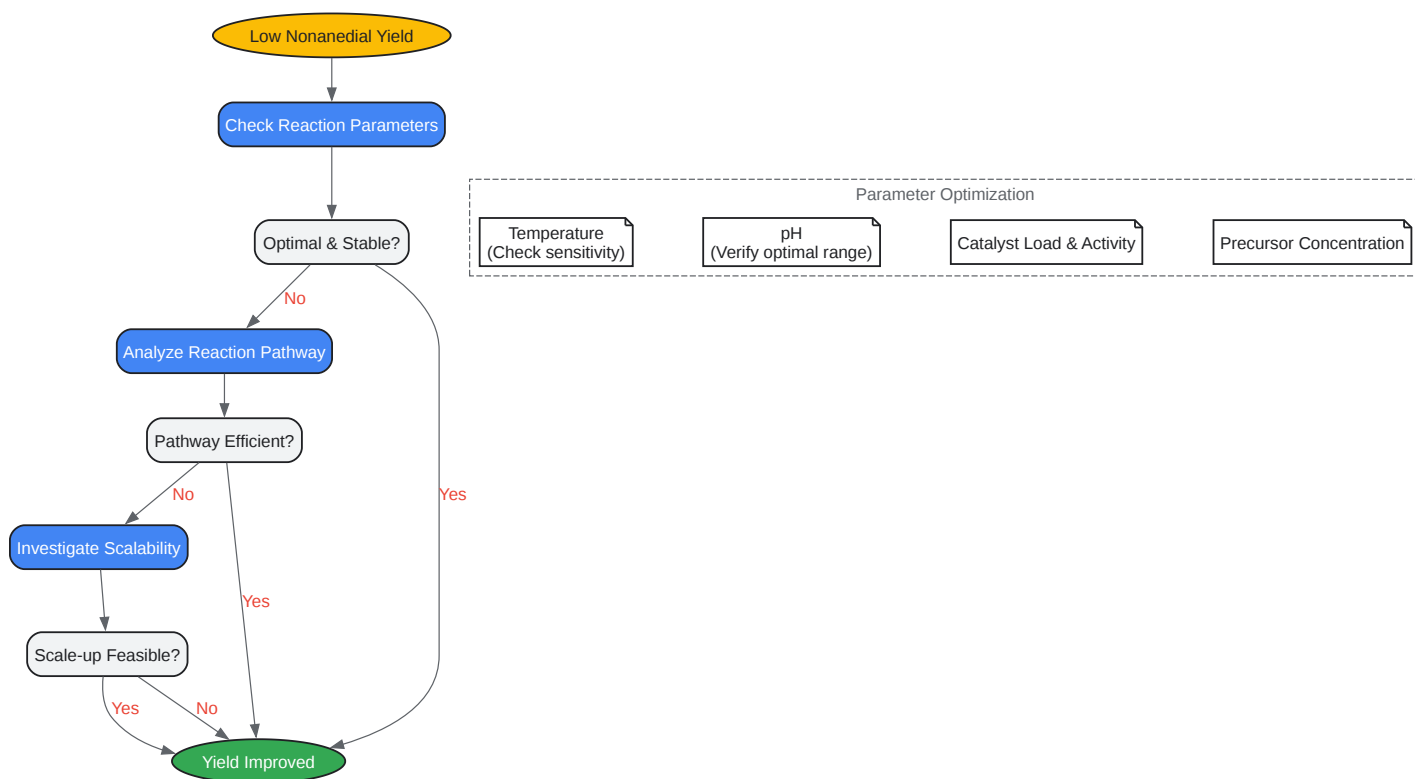 Low Nonanedial Yield
Check Reaction Parameters
Parameter Optimization
Temperature
(Check sensitivity)
pH
(Verify optimal range)
Catalyst Load & Activity
Precursor Concentration
Optimal & Stable?
No
Analyze Reaction Pathway
Pathway Efficient?
No
Yes
Investigate Scalability
Yes
Scale-up Feasible?
Yes
No
Yield Improved